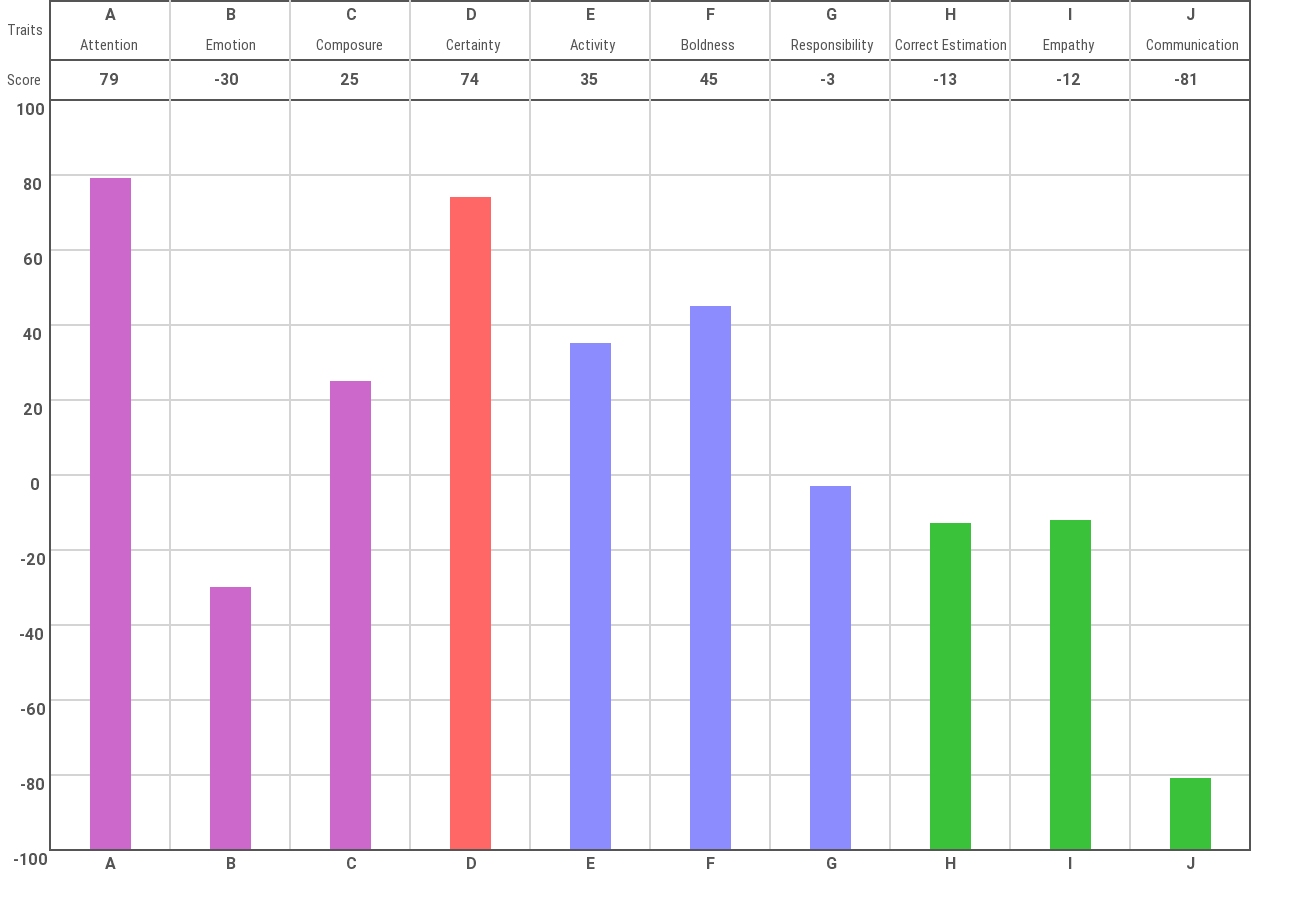 A B C D E F G H I J
Traits Attention Emotion Composure Certainty Activity Boldness Responsibility Correct Estimation Empathy Communication
Score 79 -30 25 74 35 45 -3 -13 -12 -81
100
80
60
40
20
0
-20
-40
-60
-80
-100
A B C D E F G H I J